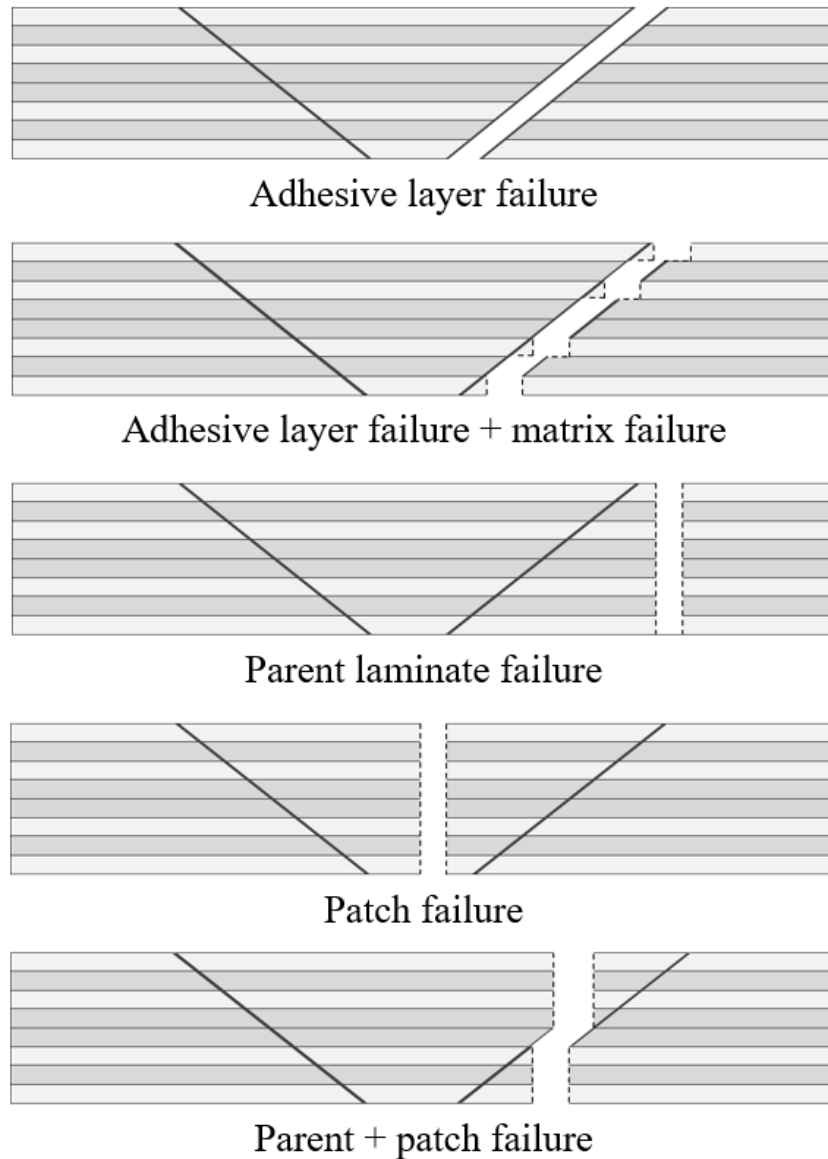 Adhesive layer failure
Adhesive layer failure + matrix failure
Parent laminate failure
Patch failure
Parent + patch failure